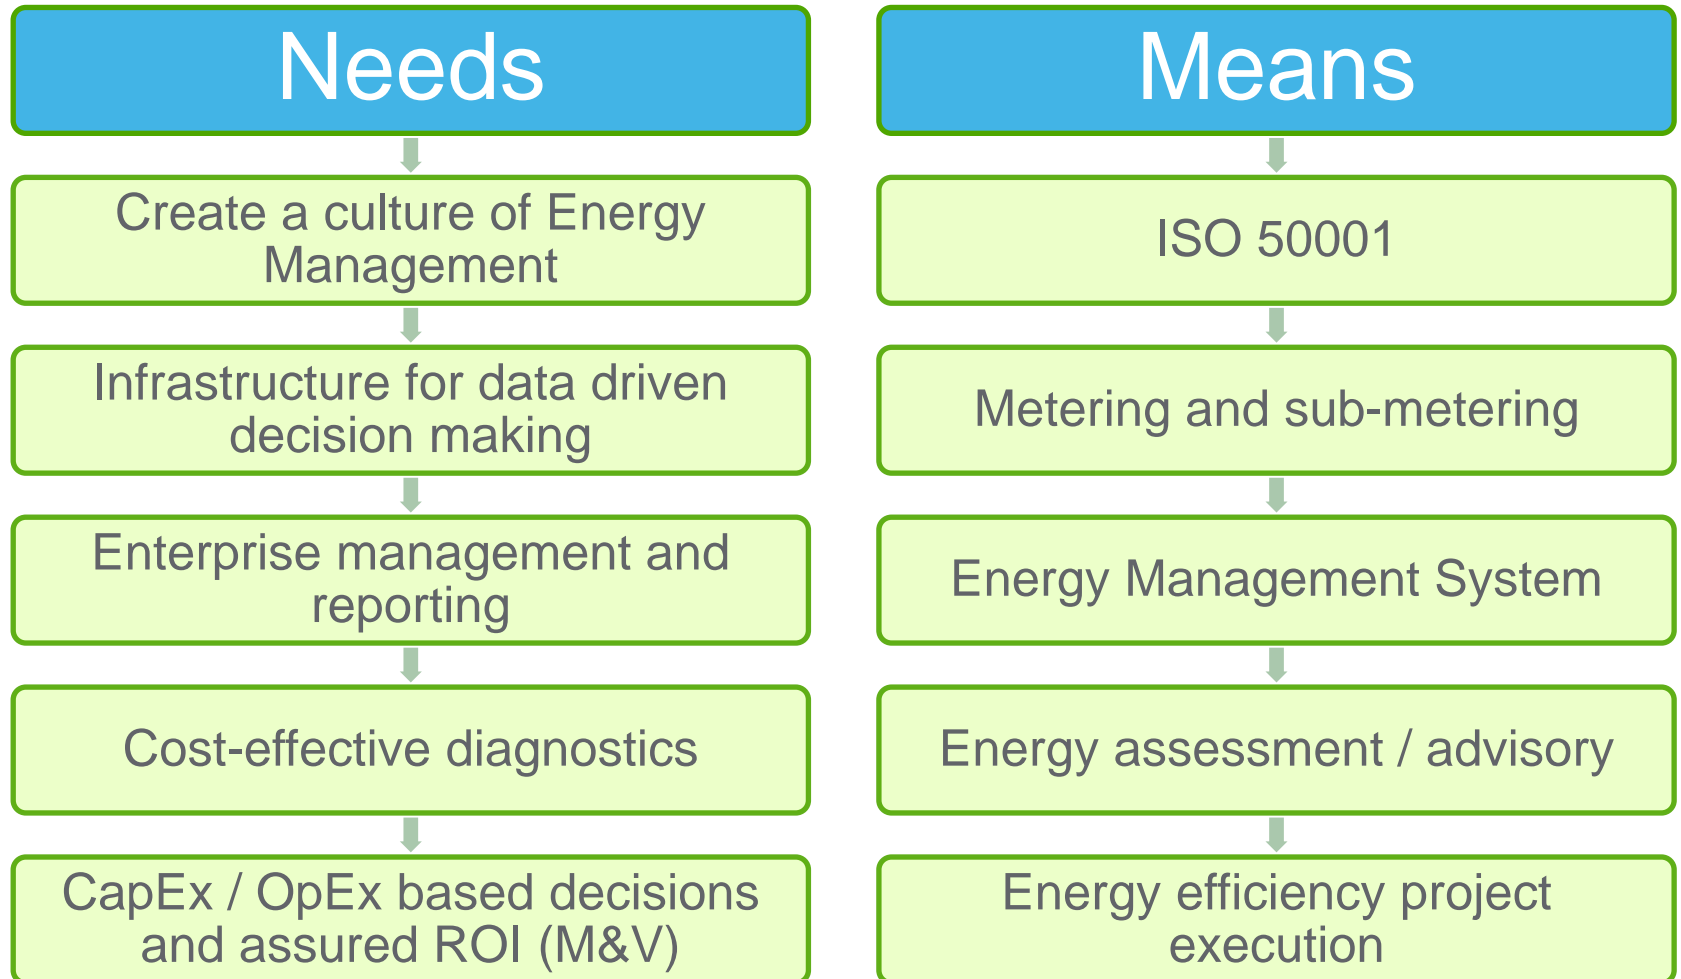 Needs
Create a culture of Energy
Management
Infrastructure for data driven
decision making
Enterprise management and
reporting
Cost-effective diagnostics
CapEx / OpEx based decisions
and assured ROI (M&V)
Means
ISO 50001
Metering and sub-metering
Energy Management System
Energy assessment / advisory
Energy efficiency project
execution